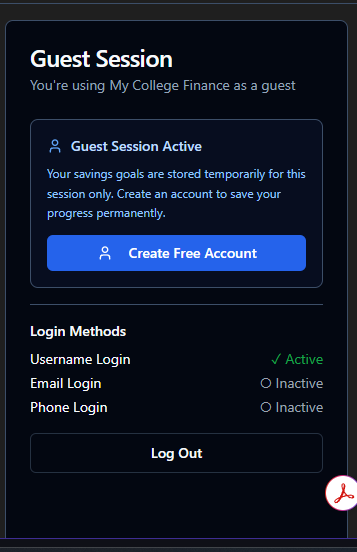 Guest Session
You're using My College Finance as a guest
Guest Session Active
Your savings goals are stored temporarily for this
session only. Create an account to save your
progress permanently.
Create Free Account
Login Methods
Username Login ✓ Active
Email Login ○ Inactive
Phone Login ○ Inactive
Log Out